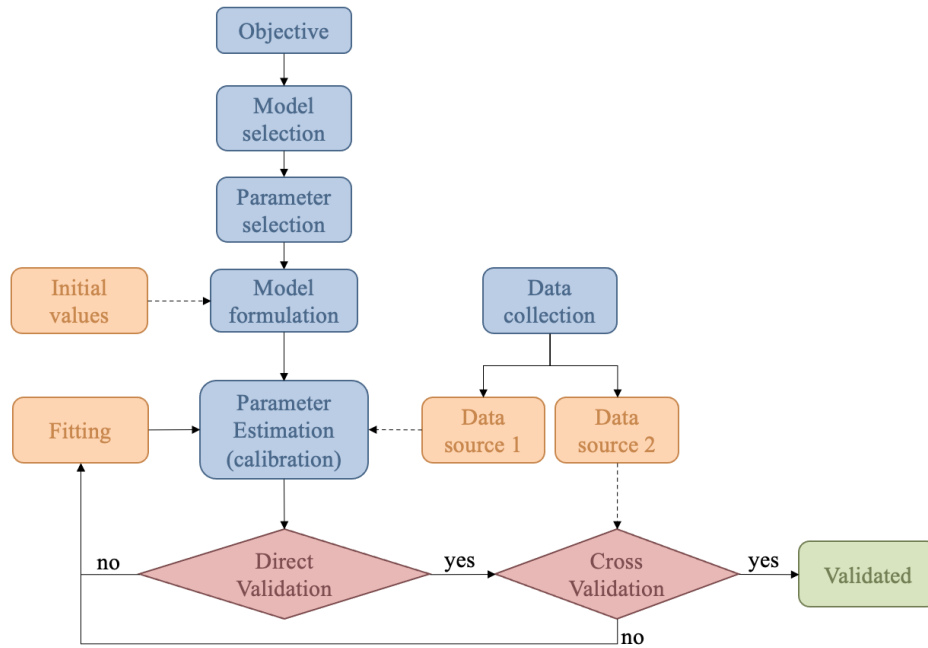 Objective
Model
selection
Parameter
selection
Initial
values
Model
formulation
Data
collection
Fitting
Parameter
Estimation
(calibration)
Data
source 1
Data
source 2
no
Direct
Validation
yes
Cross
Validation
yes
Validated
no